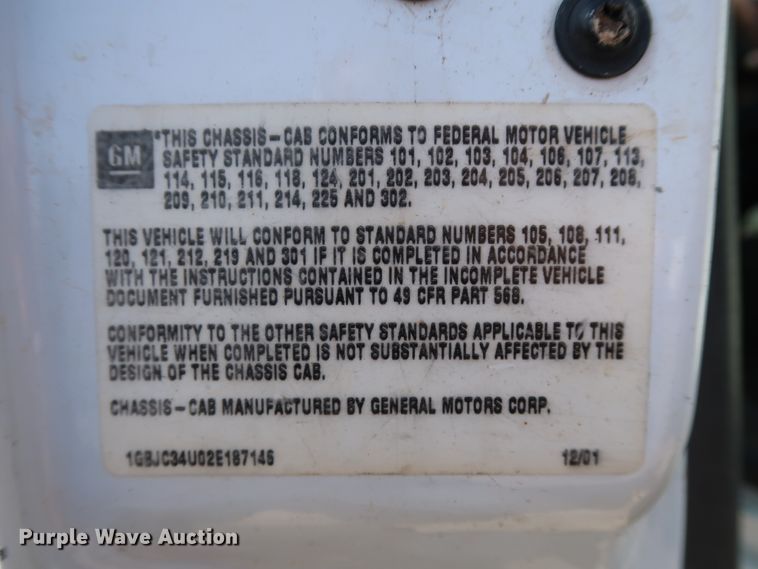 GM
"THIS CHASSIS-CAB CONFORMS TO FEDERAL MOTOR VEHICLE
SAFETY STANDARD NUMBERS 101, 102, 103, 104, 106, 107, 113,
114, 115, 116, 118, 124, 201, 202, 203, 204, 205, 206, 207, 208,
209, 210, 211, 214, 225 AND 302.
THIS VEHICLE WILL CONFORM TO STANDARD NUMBERS 105, 108, 111,
120, 121, 212, 219 AND 301 IF IT IS COMPLETED IN ACCORDANCE
WITH THE INSTRUCTIONS CONTAINED IN THE INCOMPLETE VEHICLE
DOCUMENT FURNISHED PURSUANT TO 49 CFR PART 568.
CONFORMITY TO THE OTHER SAFETY STANDARDS APPLICABLE TO THIS
VEHICLE WHEN COMPLETED IS NOT SUBSTANTIALLY AFFECTED BY THE
DESIGN OF THE CHASSIS CAB.
CHASSIS-CAB MANUFACTURED BY GENERAL MOTORS CORP.
1GBJC34U02E187145 12/01
Purple Wave Auction